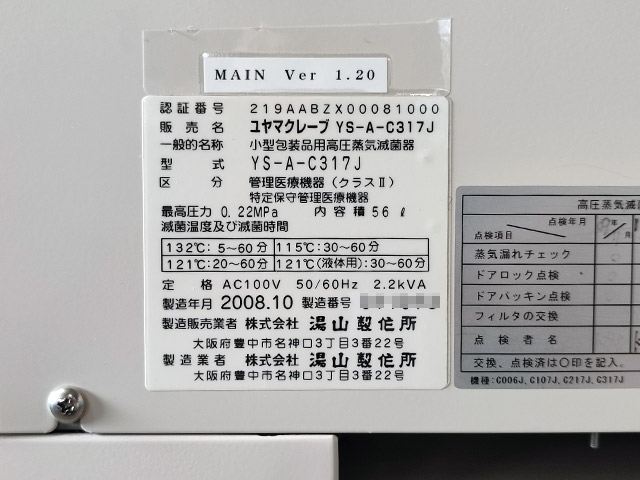 MAIN Ver 1.20
認証番号 219AABZX00081000
販売名 ユヤマクレーブ YS-A-C317J
一般的名称 小型包装品用高圧蒸気滅菌器
型式 YS-A-C317J
区分 管理医療機器(クラスⅡ)
特定保守管理医療機器
最高圧力 0.22MPa 内容積 56ℓ
滅菌温度及び滅菌時間
132℃:5~60分 115℃:30~60分
121℃:20~60分 121℃(液体用):30~60分
定格 AC100V 50/60Hz 2.2kVA
製造年月 2008.10 製造番号
製造販売業者 株式会社 湯山製作所
大阪府豊中市名神口3丁目3番22号
製造業者 株式会社 湯山製作所
大阪府豊中市名神口3丁目3番22号
高圧蒸気滅菌
点検年月
点検項目
年 月
蒸気漏れチェック
ドアロック点検
ドアパッキン点検
フィルタの交換
点検者名
交換、点検済は〇印を記入。
機種:C006J、C107J、C217J、C317J